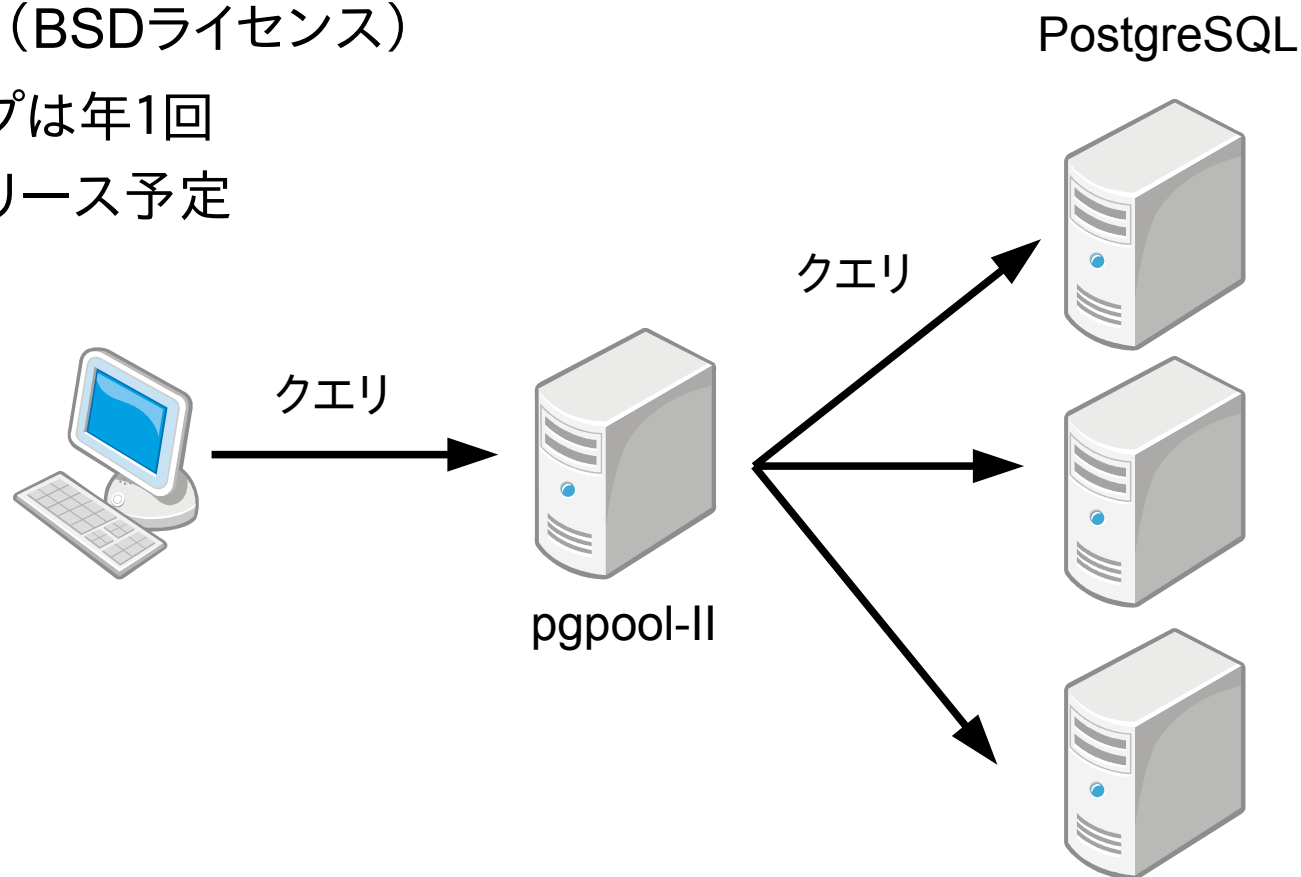 （BSDライセンス）
プは年1回
リース予定
PostgreSQL
クエリ
クエリ
pgpool-II